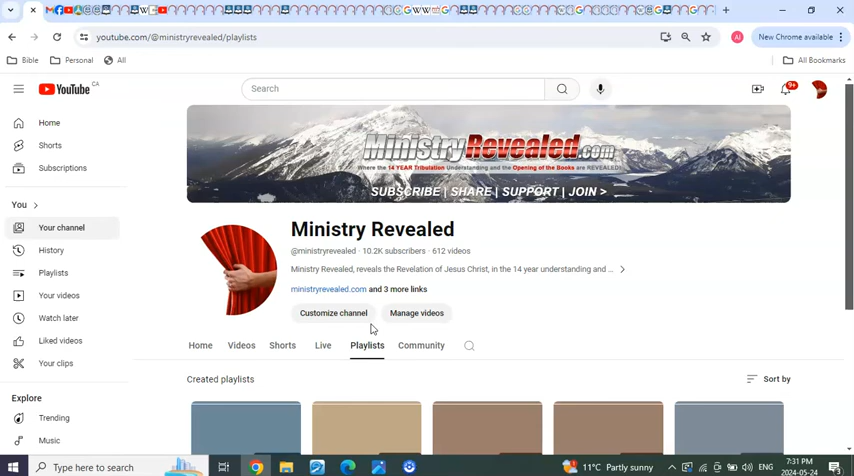 New Chrome available
youtube.com/@ministryrevealed/playlists
Bible
Personal
All
All Bookmarks
YouTube CA
Search
9+
MinistryRevealed.com
Where the 14 YEAR Tribulation Understanding and the Opening of the Books are REVEALED!
SUBSCRIBE | SHARE | SUPPORT | JOIN >
Home
Shorts
Subscriptions
You
Your channel
History
Playlists
Your videos
Watch later
Liked videos
Your clips
Explore
Trending
Music
Ministry Revealed
@ministryrevealed · 10.2K subscribers · 612 videos
Ministry Revealed, reveals the Revelation of Jesus Christ, in the 14 year understanding and ...
ministryrevealed.com and 3 more links
Customize channel
Manage videos
Home Videos Shorts Live Playlists Community
Created playlists
Sort by
Type here to search
11°C Partly sunny
ENG
7:31 PM
2024-05-24
3